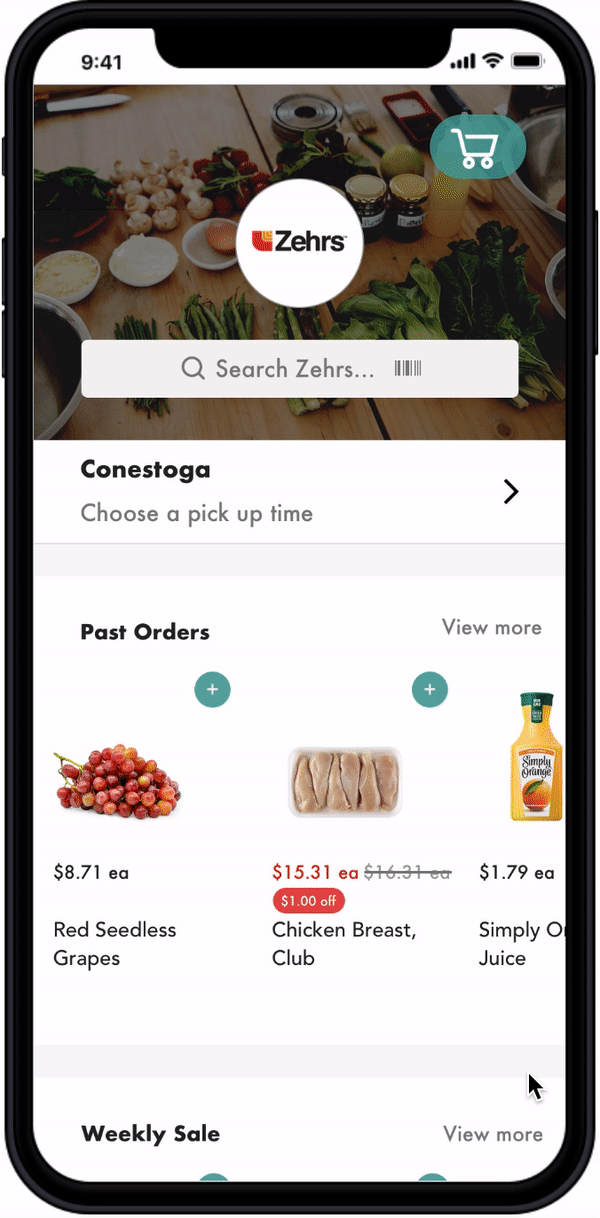 9:41
Zehrs
Search Zehrs...
Conestoga
Choose a pick up time
Past Orders
View more
+
+
Simply
Orange
$8.71 ea
$15.31 ea $16.31 ea
$1.79 ea
$1.00 off
Red Seedless
Grapes
Chicken Breast,
Club
Simply
Juice
Weekly Sale
View more